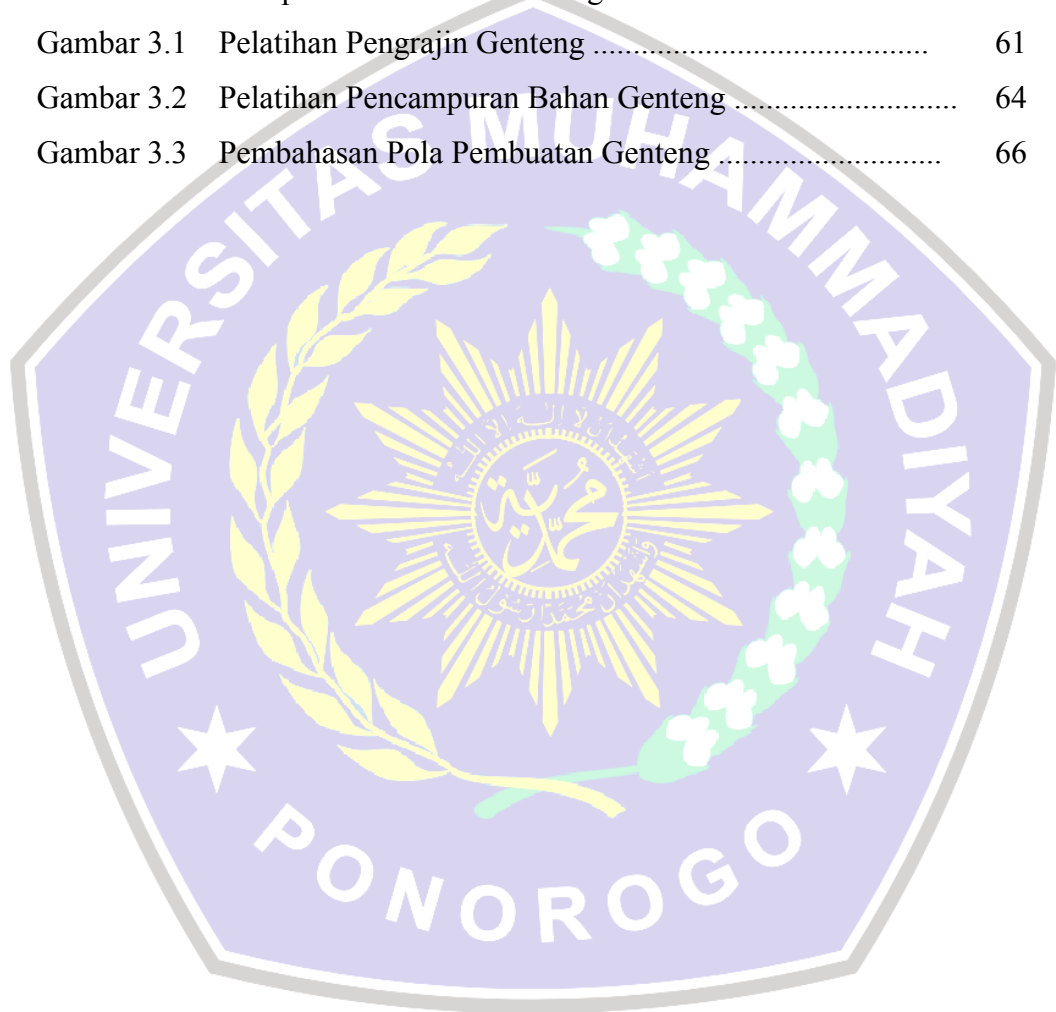 Gambar 3.1 Pelatihan Pengrajin Genteng ......................................... 61
Gambar 3.2 Pelatihan Pencampuran Bahan Genteng ........................... 64
Gambar 3.3 Pembahasan Pola Pembuatan Genteng ........................... 66
UNIVERSITAS MUHAMMADIYAH
محمدية
PONOROGO